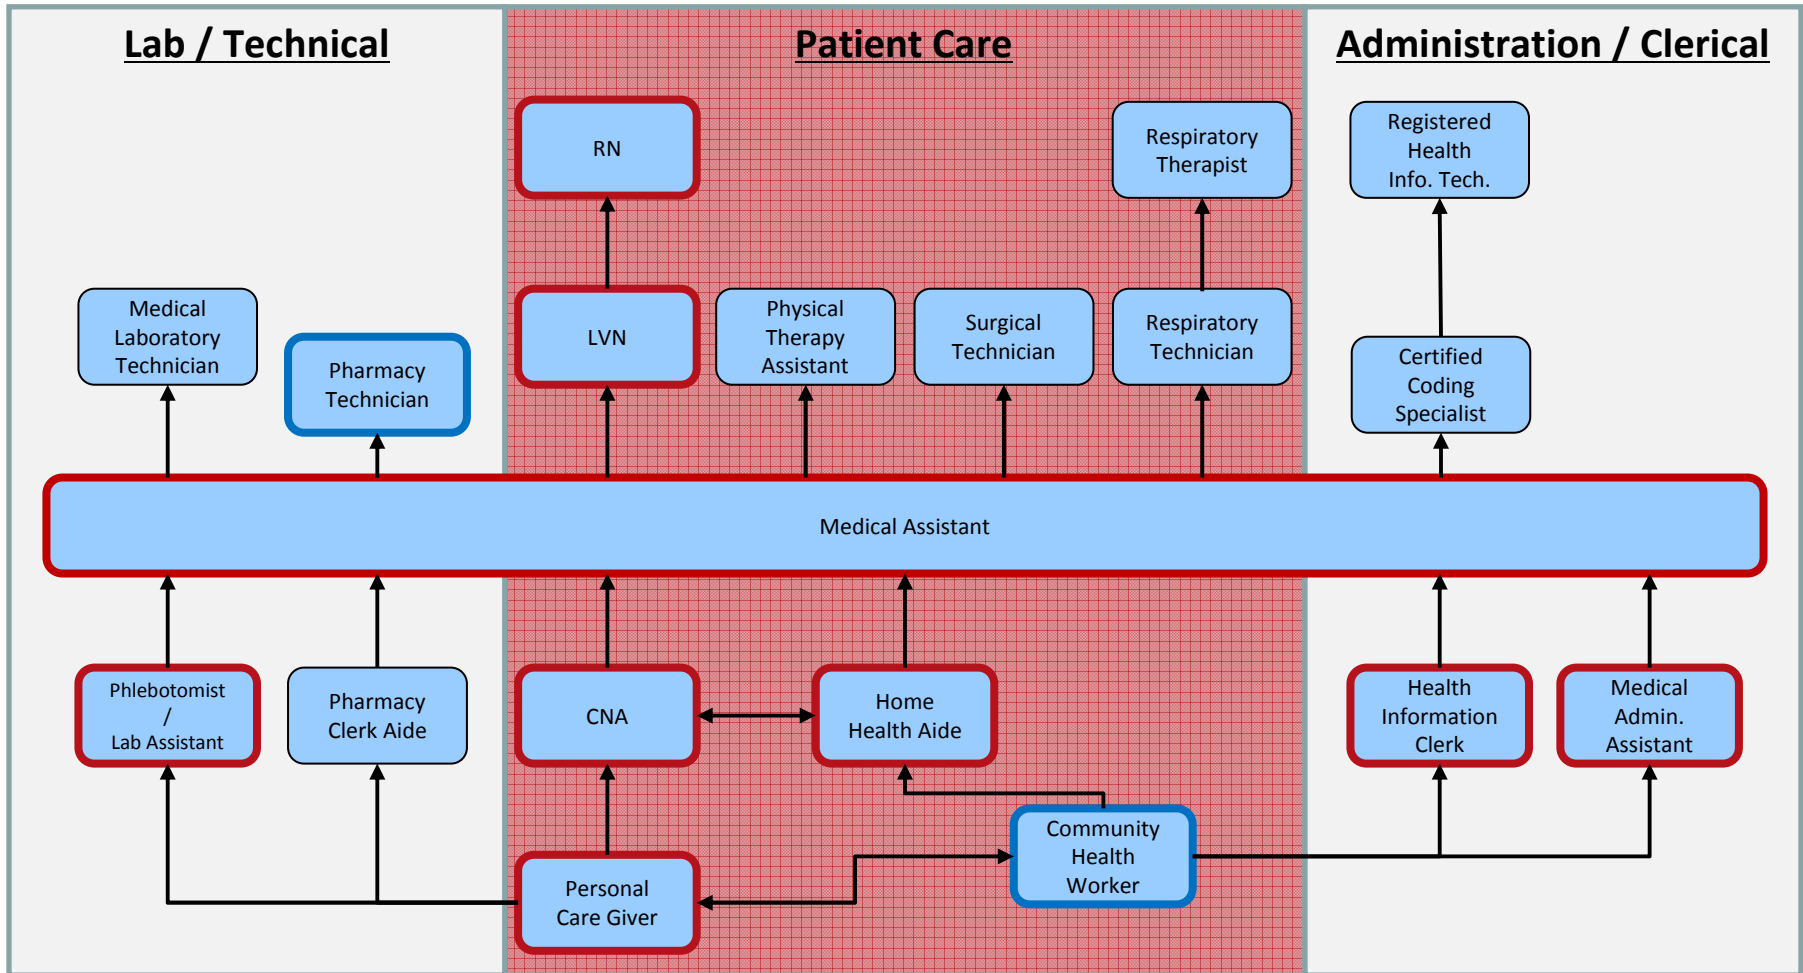 Lab / Technical
Patient Care
Administration / Clerical
RN
Respiratory
Therapist
Registered
Health
Info. Tech.
Medical
Laboratory
Technician
Pharmacy
Technician
LVN
Physical
Therapy
Assistant
Surgical
Technician
Respiratory
Technician
Certified
Coding
Specialist
Medical Assistant
Phlebotomist
/
Lab Assistant
Pharmacy
Clerk Aide
CNA
Home
Health Aide
Health
Information
Clerk
Medical
Admin.
Assistant
Personal
Care Giver
Community
Health
Worker